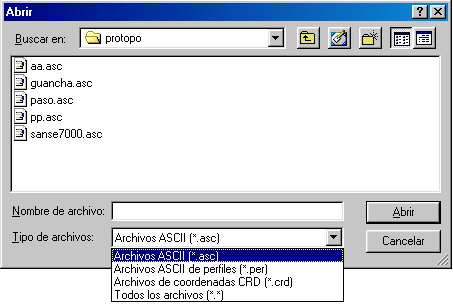 Abrir
Buscar en: protopo
aa.asc
guancha.asc
paso.asc
pp.asc
sanse7000.asc
Nombre de archivo: Abrir
Tipo de archivos: Archivos ASCII (*.asc) Cancelar
Archivos ASCII (*.asc)
Archivos ASCII de perfiles (*.per)
Archivos de coordenadas CRD (*.crd)
Todos los archivos (*.*)